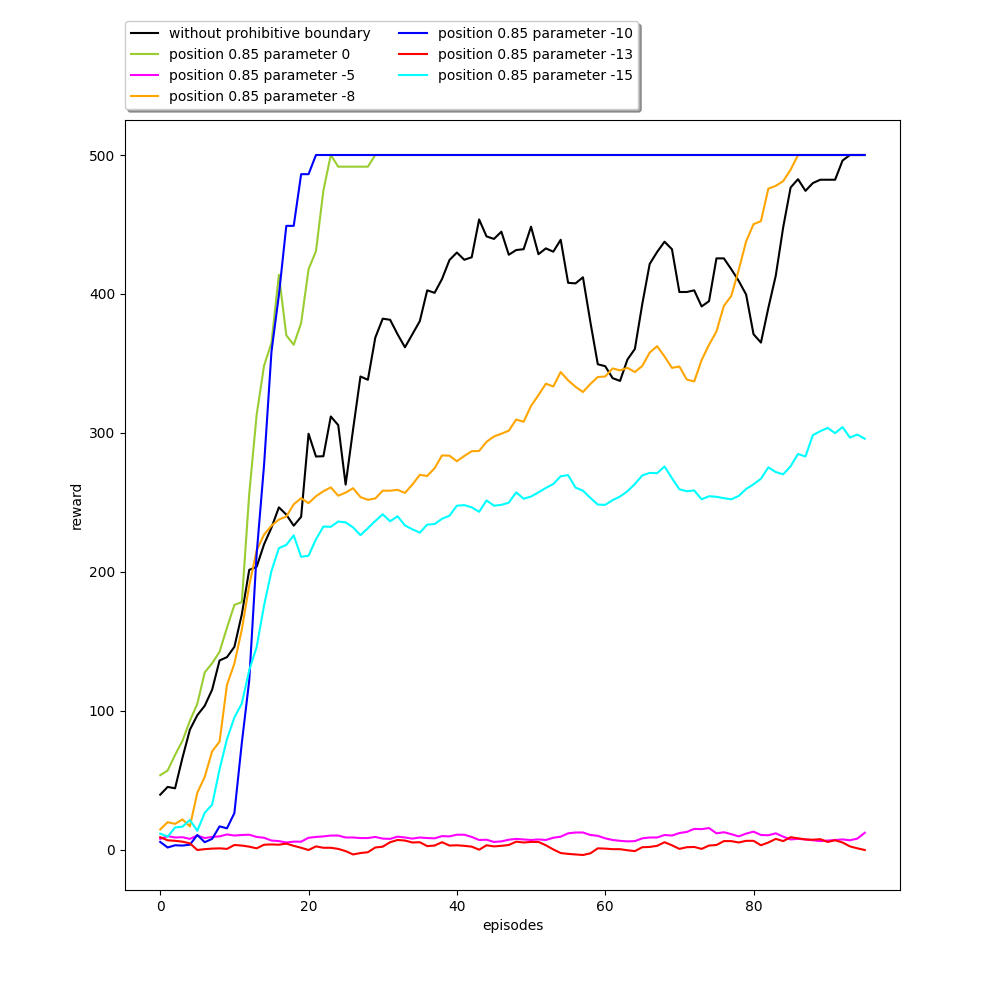 without prohibitive boundary
position 0.85 parameter 0
position 0.85 parameter -5
position 0.85 parameter -8
position 0.85 parameter -10
position 0.85 parameter -13
position 0.85 parameter -15
500
400
300
200
100
0
reward
0 20 40 60 80
episodes